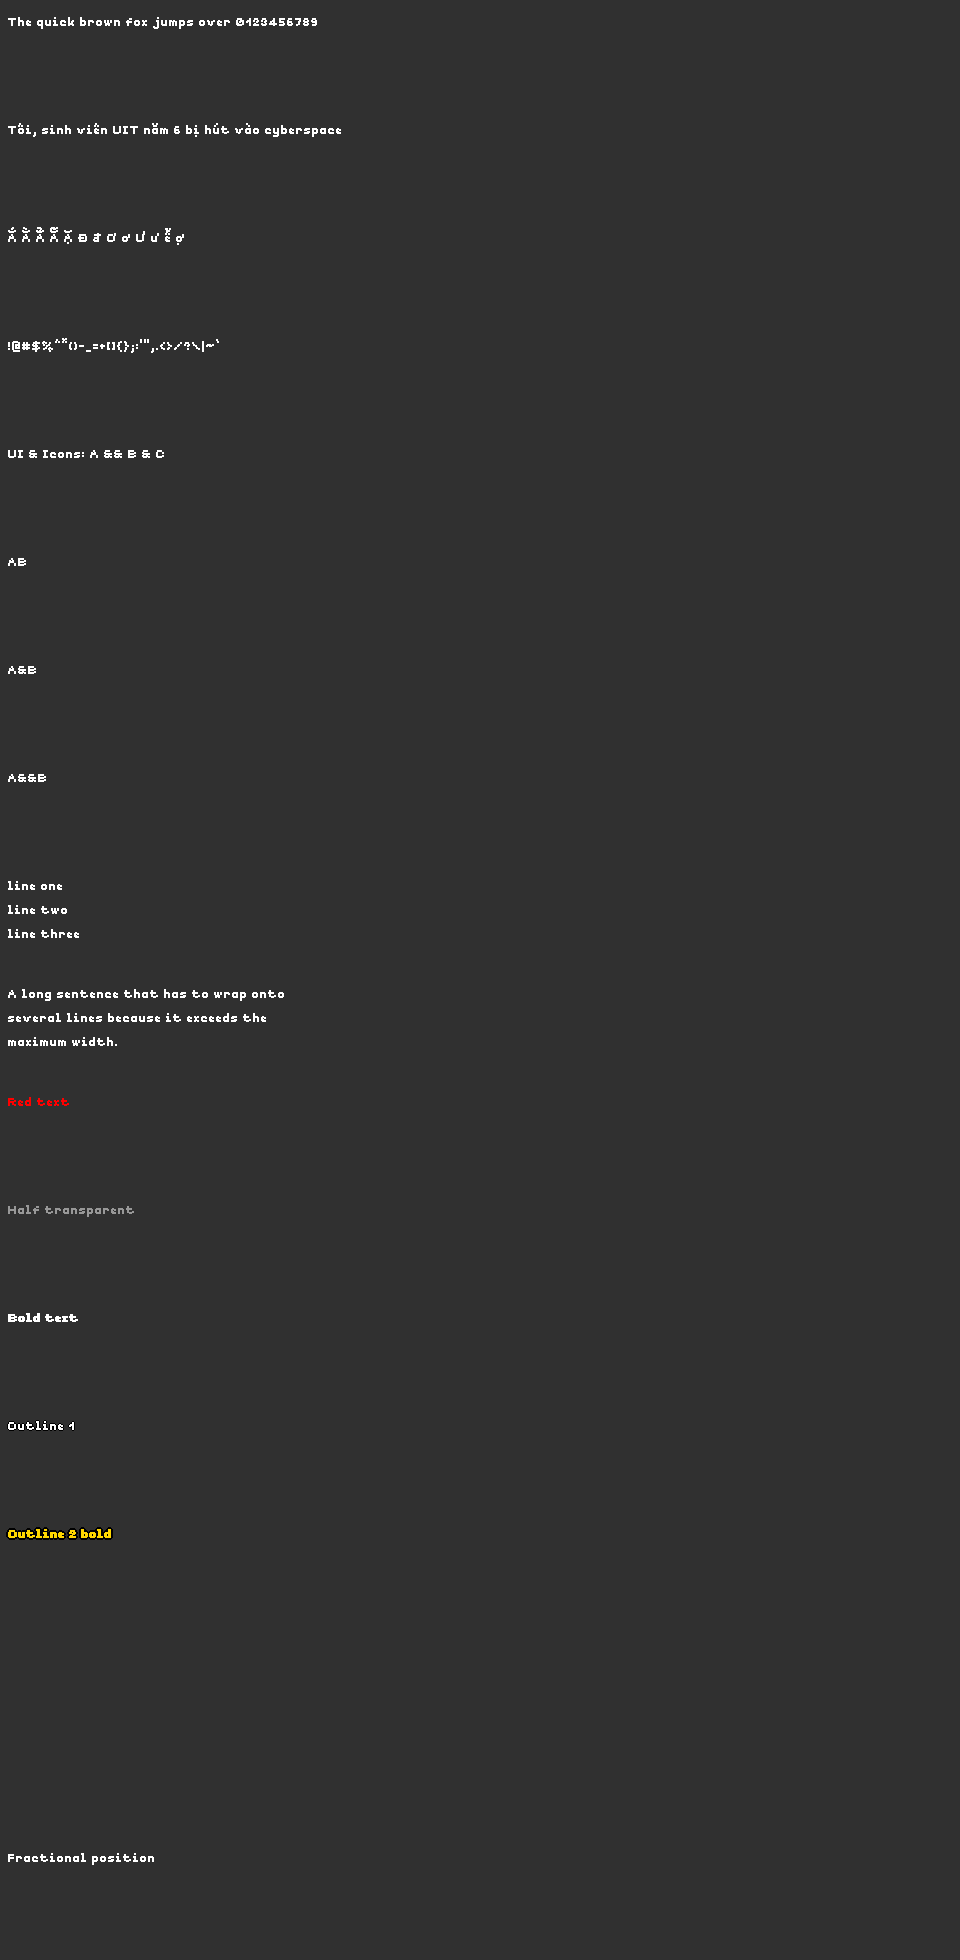 The quick brown fox jumps over 0123456789
Tôi, sinh viên UIT năm 6 bị hút vào cyberspace
Ắ Ằ Ẳ Ẵ Ặ Đ đ Ơ ơ Ư ư ễ ợ
!@#$%^*()-_=+[]{};:'",.<>/?\|~`
UI & Icons: A && B & C
AB
A&B
A&&B
line one
line two
line three
A long sentence that has to wrap onto
several lines because it exceeds the
maximum width.
Red text
Half transparent
Bold text
Outline 1
Outline 2 bold
Fractional position